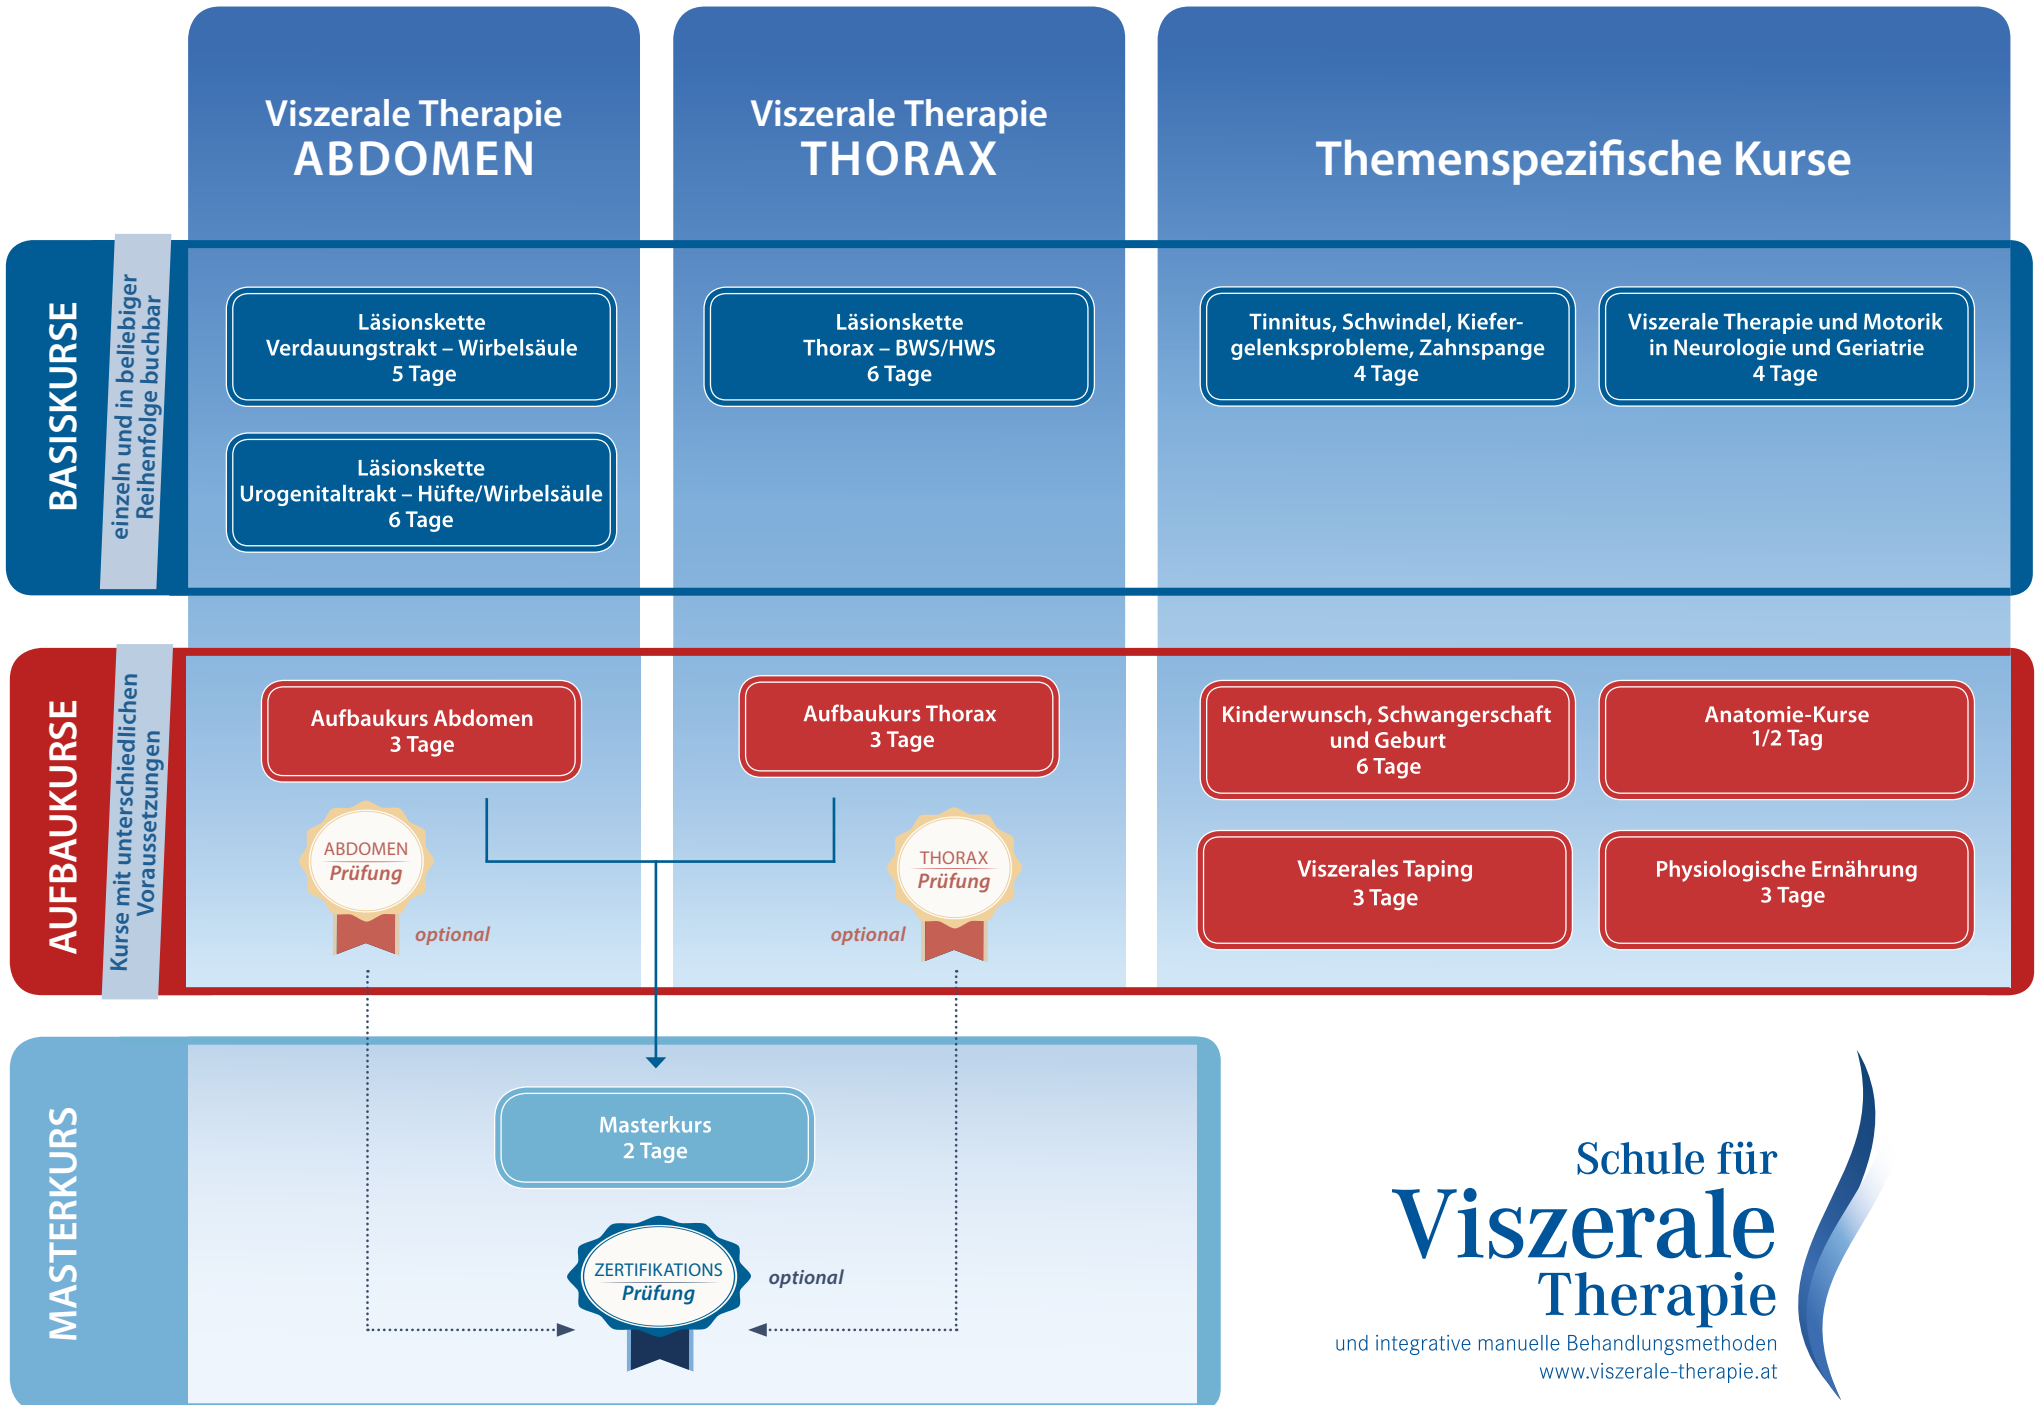 Viszerale Therapie
ABDOMEN
Viszerale Therapie
THORAX
Themenspezifische Kurse
BASISKURSE
einzeln und in beliebiger
Reihenfolge buchbar
Läsionskette
Verdauungstrakt – Wirbelsäule
5 Tage
Läsionskette
Urogenitaltrakt – Hüfte/Wirbelsäule
6 Tage
Läsionskette
Thorax – BWS/HWS
6 Tage
Tinnitus, Schwindel, Kiefer-
gelenksprobleme, Zahnspange
4 Tage
Viszerale Therapie und Motorik
in Neurologie und Geriatrie
4 Tage
AUFBAUKURSE
Kurse mit unterschiedlichen
Voraussetzungen
Aufbaukurs Abdomen
3 Tage
ABDOMEN
Prüfung
optional
Aufbaukurs Thorax
3 Tage
THORAX
Prüfung
optional
Kinderwunsch, Schwangerschaft
und Geburt
6 Tage
Anatomie-Kurse
1/2 Tag
Viszerales Taping
3 Tage
Physiologische Ernährung
3 Tage
MASTERKURS
Masterkurs
2 Tage
ZERTIFIKATIONS
Prüfung
optional
Schule für
Viszerale
Therapie
und integrative manuelle Behandlungsmethoden
www.viszerale-therapie.at